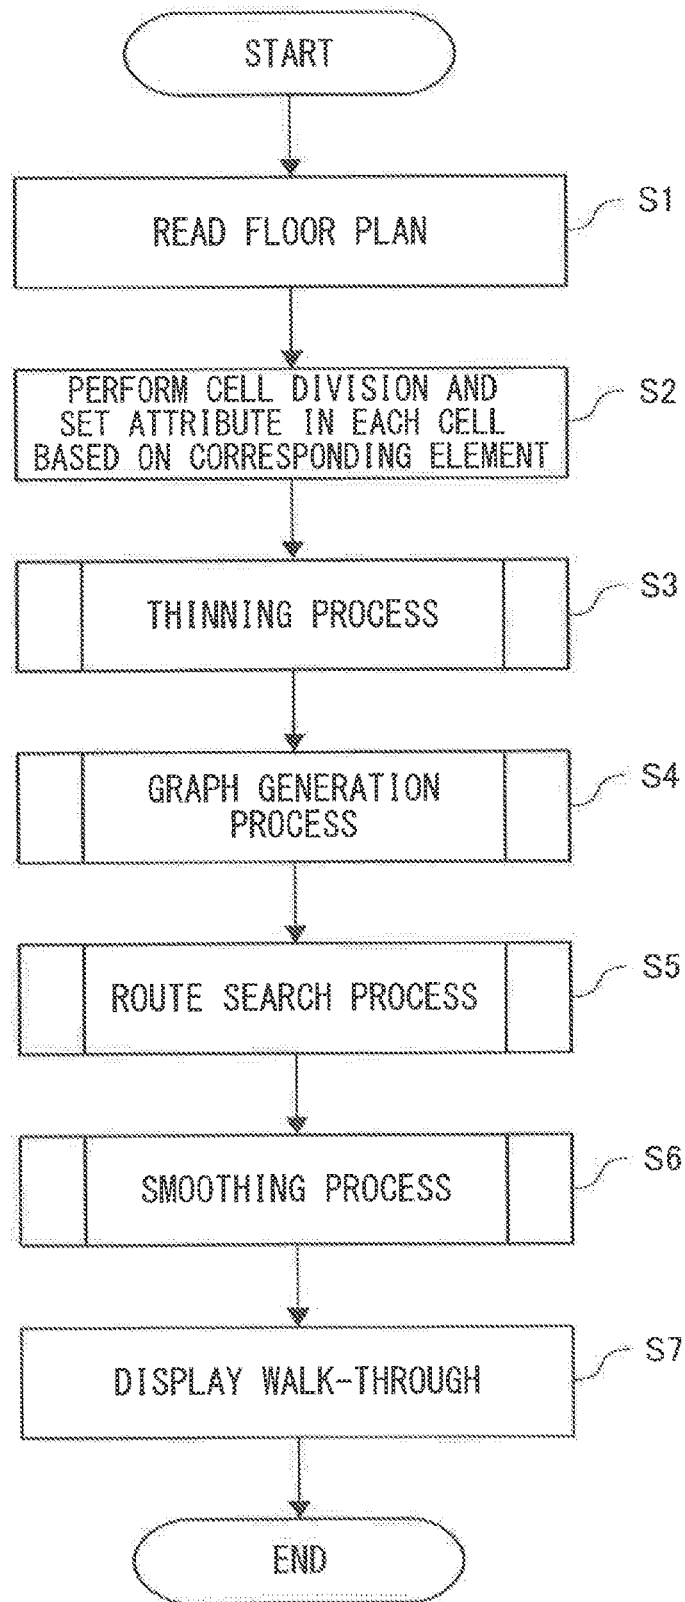 START
READ FLOOR PLAN
S1
PERFORM CELL DIVISION AND
SET ATTRIBUTE IN EACH CELL
BASED ON CORRESPONDING ELEMENT
S2
THINNING PROCESS
S3
GRAPH GENERATION
PROCESS
S4
ROUTE SEARCH PROCESS
S5
SMOOTHING PROCESS
S6
DISPLAY WALK-THROUGH
S7
END